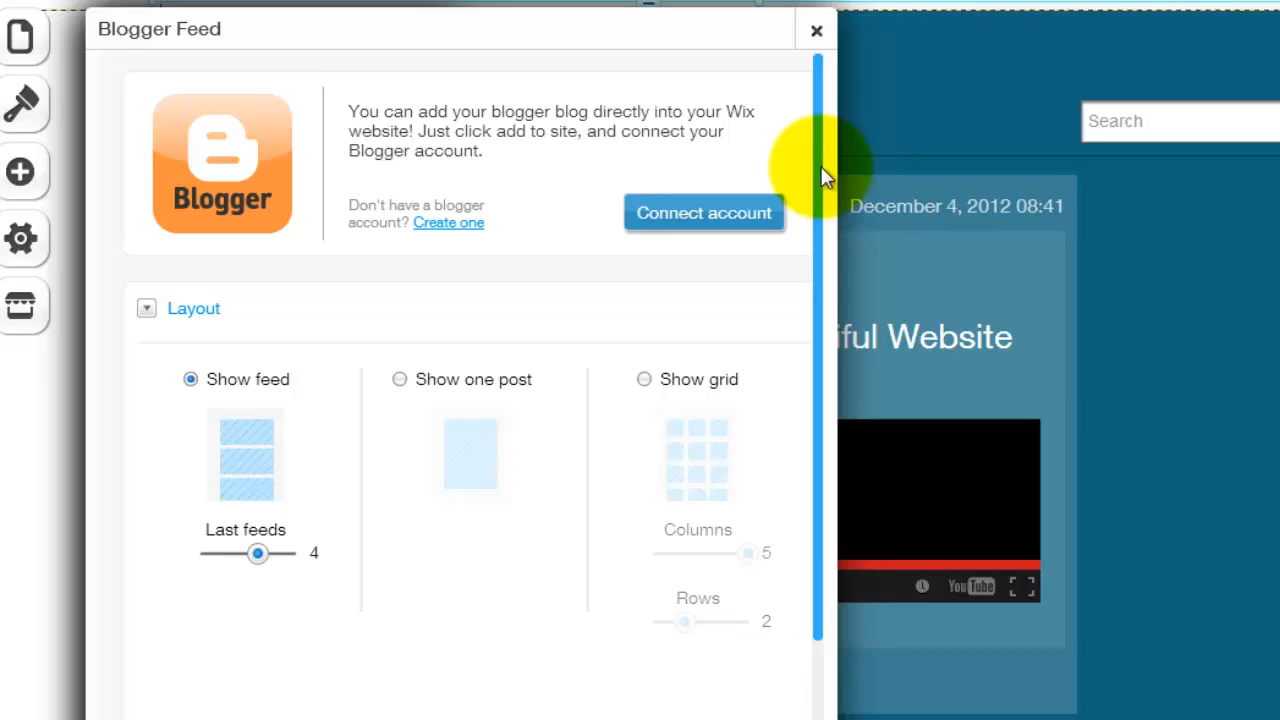 Blogger Feed
You can add your blogger blog directly into your Wix
website! Just click add to site, and connect your
Blogger account.
Blogger
Don't have a blogger
account? Create one
Connect account
Search
December 4, 2012 08:41
Layout
iful Website
Show feed
Show one post
Show grid
Last feeds
4
Columns
5
Rows
2
YouTube